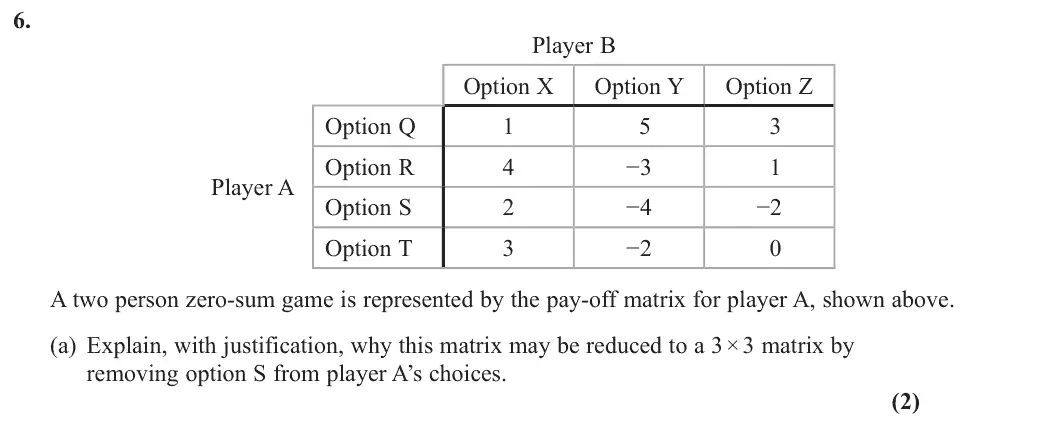 6.
Player B
Option X Option Y Option Z
Option Q 1 5 3
Option R 4 −3 1
Player A
Option S 2 −4 −2
Option T 3 −2 0
A two person zero-sum game is represented by the pay-off matrix for player A, shown above.
(a) Explain, with justification, why this matrix may be reduced to a 3 × 3 matrix by
removing option S from player A’s choices.
(2)